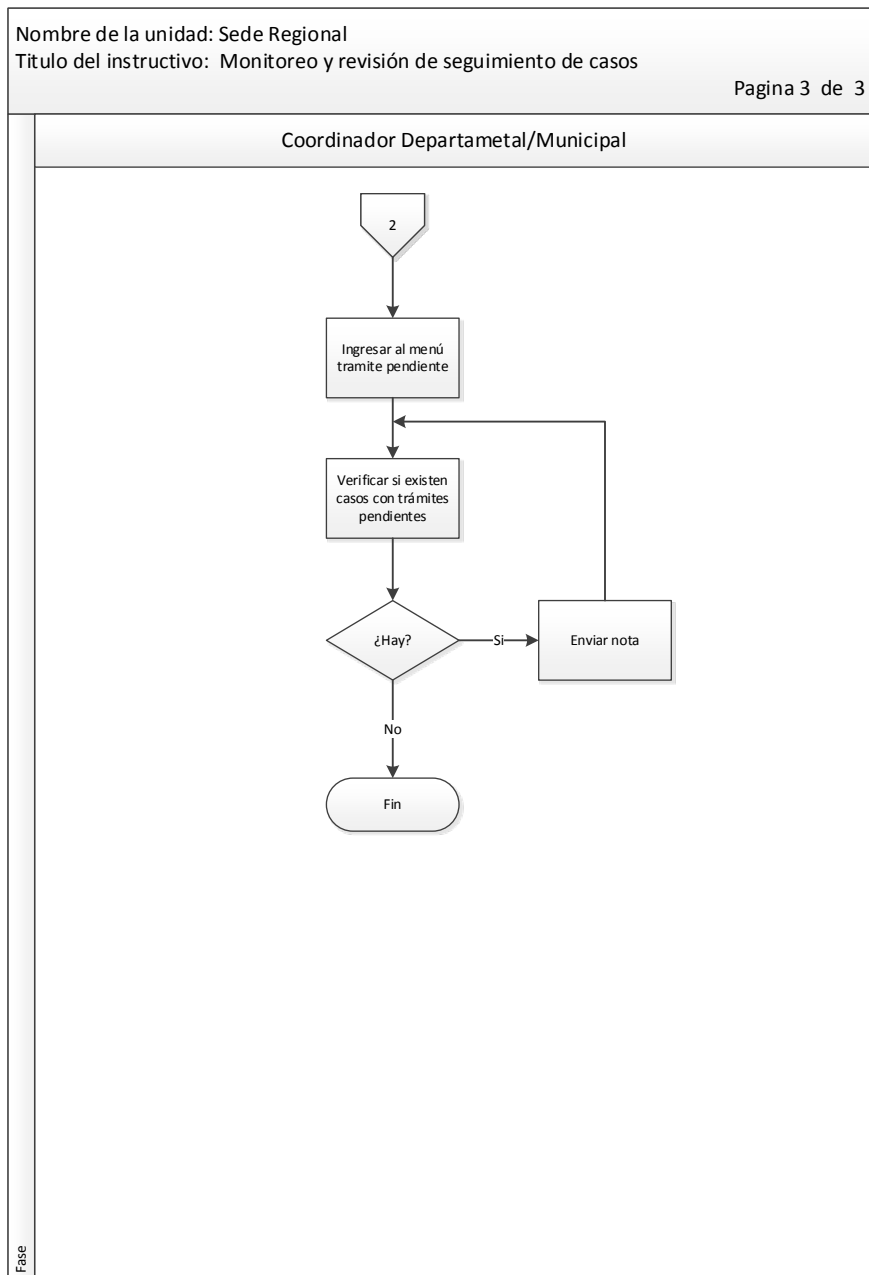 Nombre de la unidad: Sede Regional
Titulo del instructivo: Monitoreo y revisión de seguimiento de casos
Pagina 3 de 3
Coordinador Departametal/Municipal
2
Ingresar al menú
tramite pendiente
Verificar si existen
casos con trámites
pendientes
¿Hay?
Si
Enviar nota
No
Fin
Fase